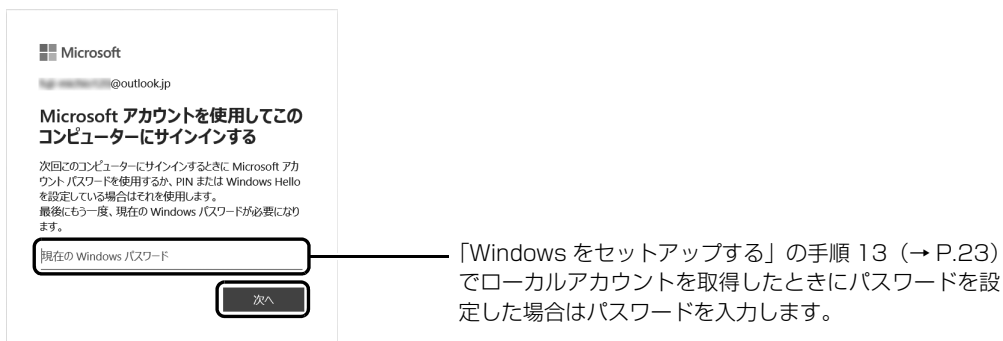 Microsoft
@outlook.jp
Microsoft アカウントを使用してこの
コンピューターにサインインする
次回このコンピューターにサインインするときに Microsoft アカ
ウント パスワードを使用するか、PIN または Windows Hello
を設定している場合はそれを使用します。
最後にもう一度、現在の Windows パスワードが必要になり
ます。
現在の Windows パスワード
次へ
「Windows をセットアップする」の手順 13（→ P.23）
でローカルアカウントを取得したときにパスワードを設
定した場合はパスワードを入力します。